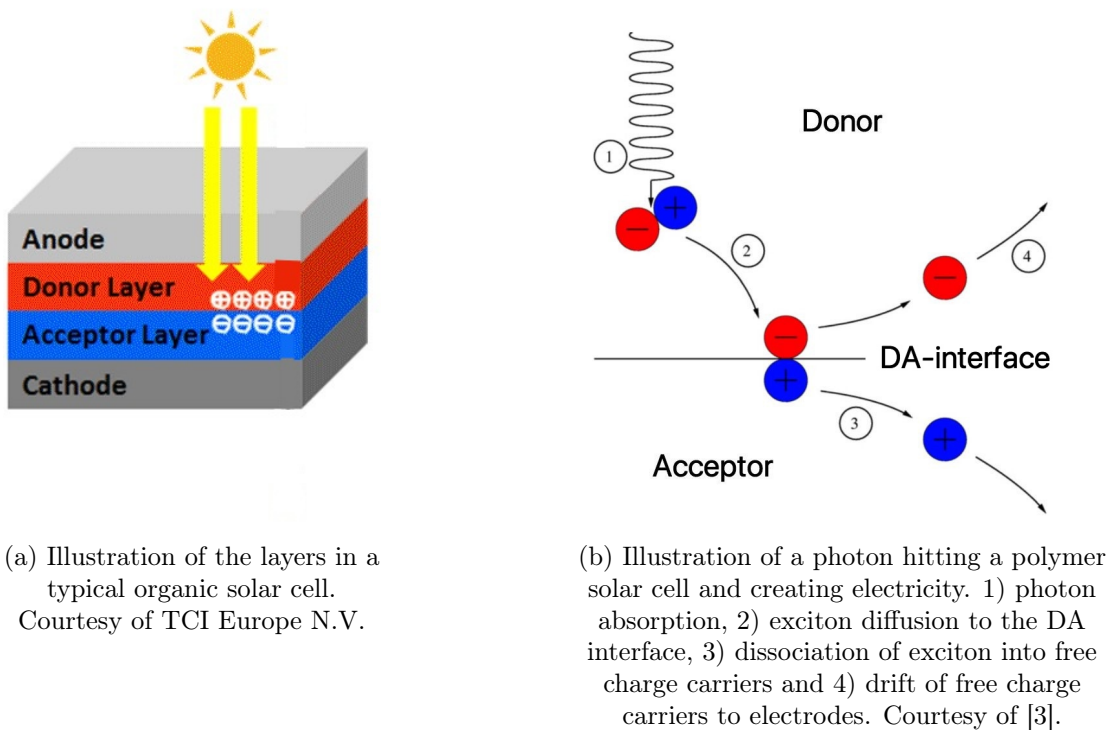 Anode
Donor Layer
⊕⊕⊕⊕
Acceptor Layer
⊖⊖⊖⊖
Cathode
Donor
1
− +
2
4
−
−
DA-interface
+
3
+
Acceptor
(a) Illustration of the layers in a
typical organic solar cell.
Courtesy of TCI Europe N.V.
(b) Illustration of a photon hitting a polymer
solar cell and creating electricity. 1) photon
absorption, 2) exciton diffusion to the DA
interface, 3) dissociation of exciton into free
charge carriers and 4) drift of free charge
carriers to electrodes. Courtesy of [3].